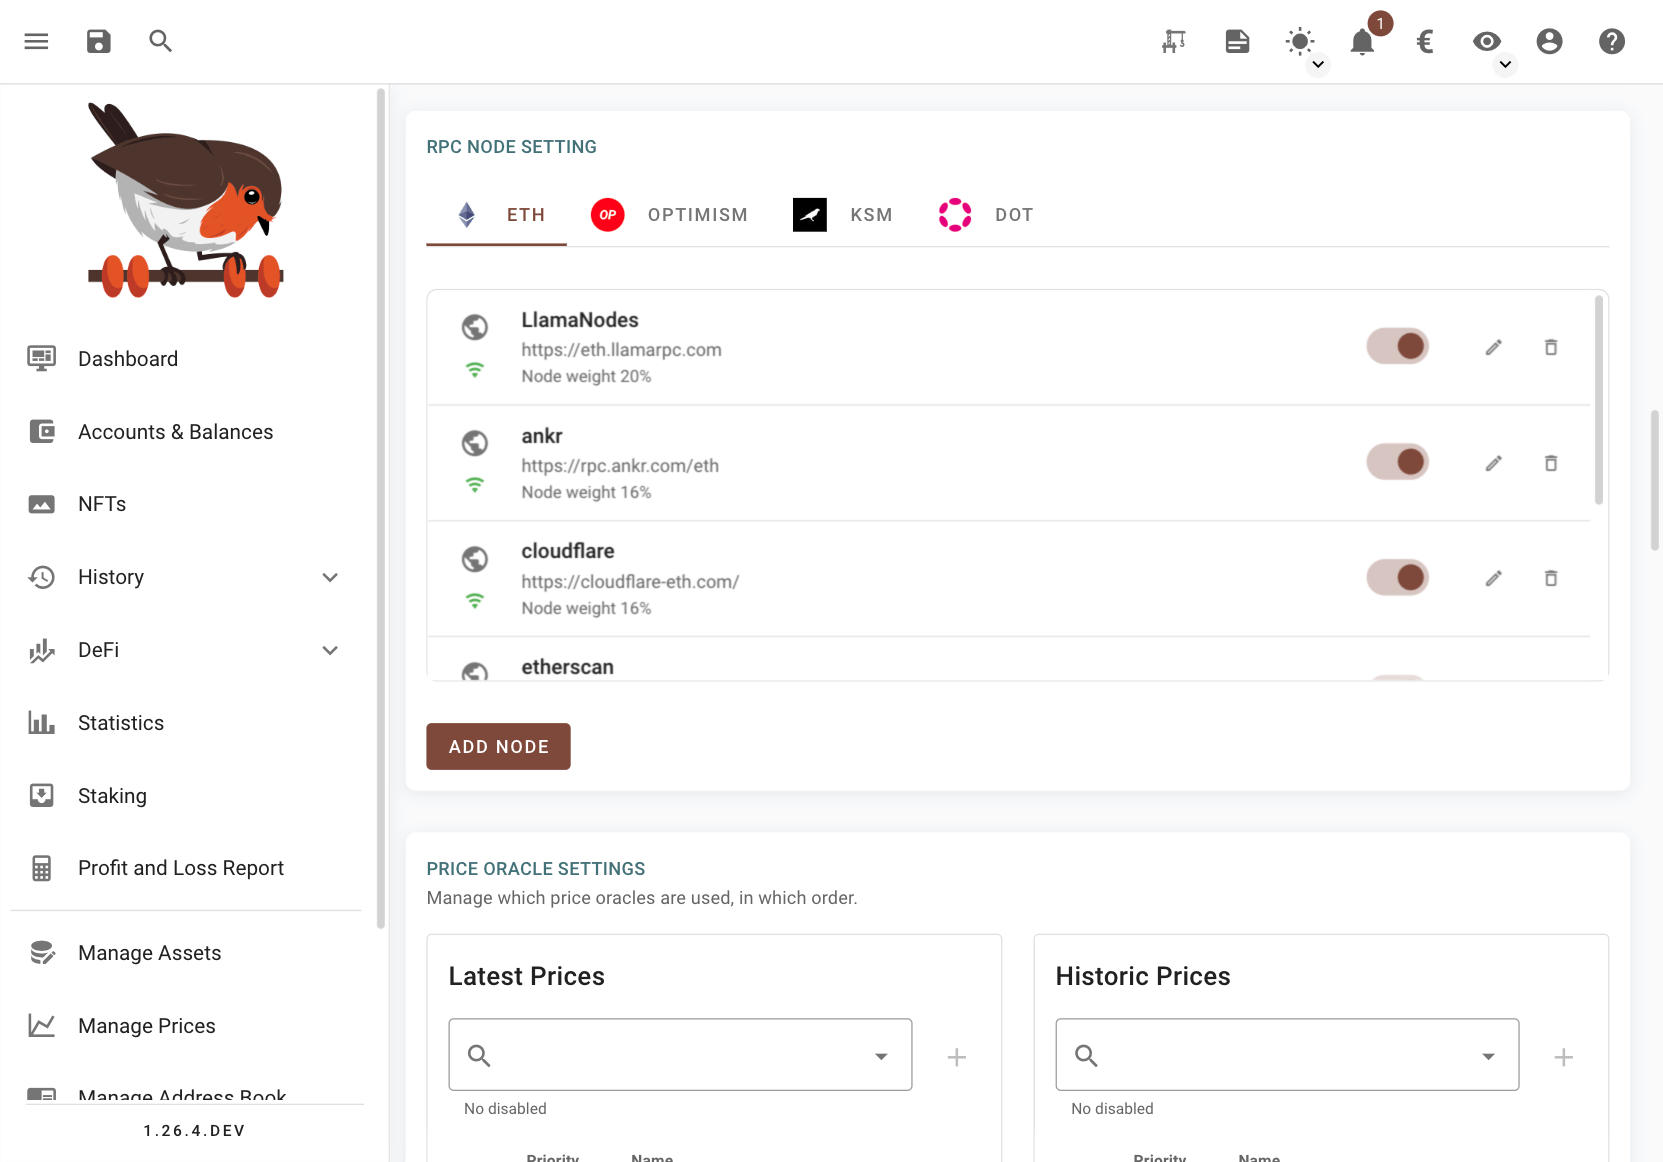 1
Dashboard
Accounts & Balances
NFTs
History
DeFi
Statistics
Staking
Profit and Loss Report
Manage Assets
Manage Prices
Manage Address Book
1.26.4.DEV
RPC NODE SETTING
ETH
OP
OPTIMISM
KSM
DOT
LlamaNodes
https://eth.llamarpc.com
Node weight 20%
ankr
https://rpc.ankr.com/eth
Node weight 16%
cloudflare
https://cloudflare-eth.com/
Node weight 16%
etherscan
ADD NODE
PRICE ORACLE SETTINGS
Manage which price oracles are used, in which order.
Latest Prices
No disabled
Priority Name
Historic Prices
No disabled
Priority Name